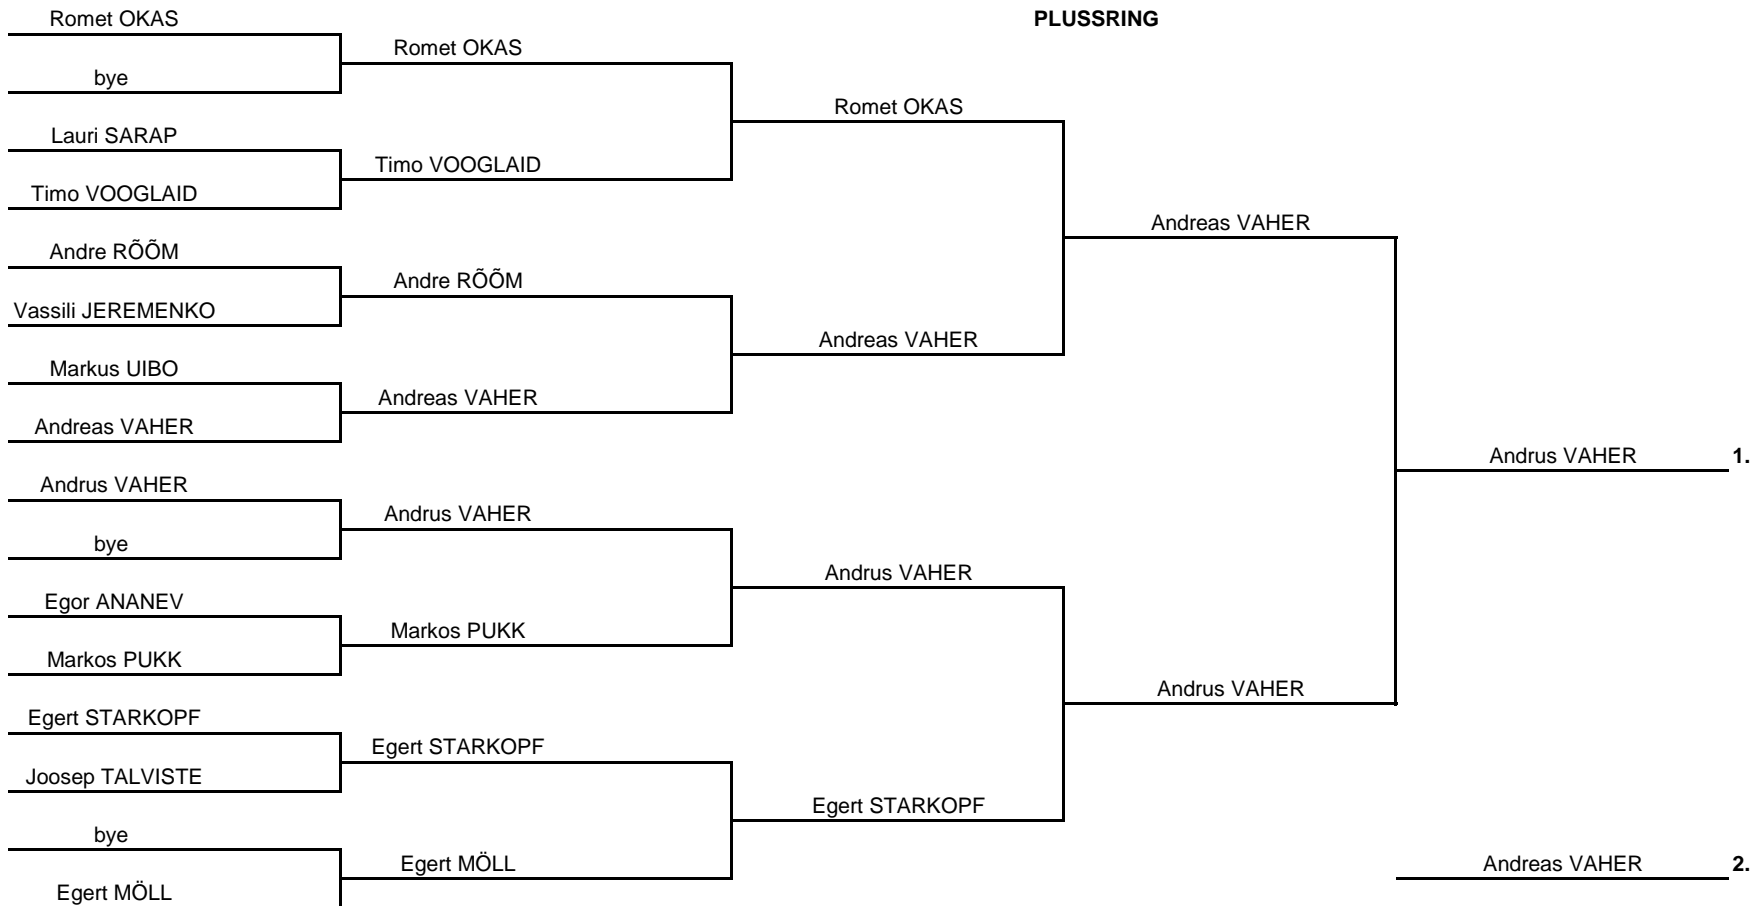 Romet OKAS
PLUSSRING
Romet OKAS
bye
Romet OKAS
Lauri SARAP
Timo VOOGLAID
Timo VOOGLAID
Andreas VAHER
Andre RÕÕM
Andre RÕÕM
Vassili JEREMENKO
Andreas VAHER
Markus UIBO
Andreas VAHER
Andreas VAHER
Andrus VAHER 1.
Andrus VAHER
Andrus VAHER
bye
Andrus VAHER
Egor ANANEV
Markos PUKK
Markos PUKK
Andrus VAHER
Egert STARKOPF
Egert STARKOPF
Joosep TALVISTE
Egert STARKOPF
bye
Egert MÖLL
Andreas VAHER 2.
Egert MÖLL